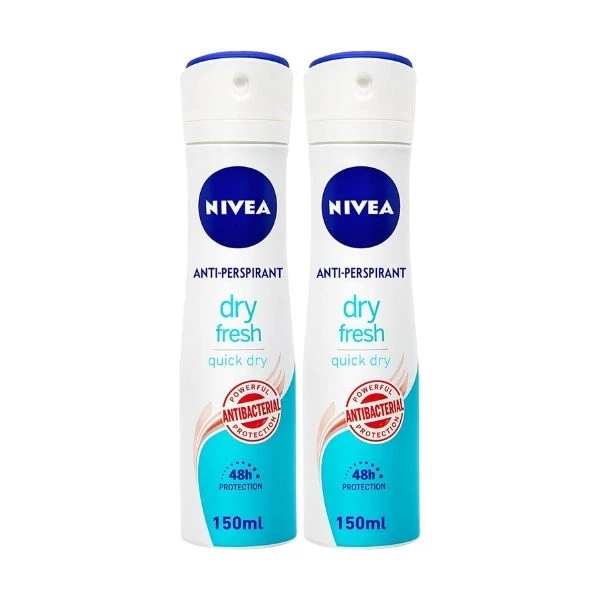 NIVEA
ANTI-PERSPIRANT
dry
fresh
quick dry
POWERFUL
ANTIBACTERIAL
PROTECTION
48h
PROTECTION
150ml
NIVEA
ANTI-PERSPIRANT
dry
fresh
quick dry
POWERFUL
ANTIBACTERIAL
PROTECTION
48h
PROTECTION
150ml